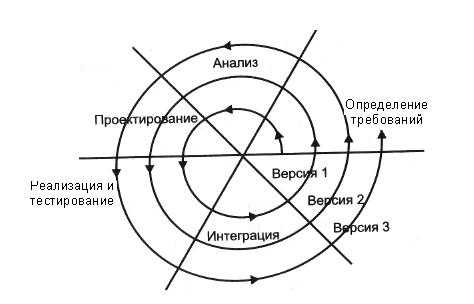 Анализ
Определение
требований
Проектирование
Версия 1
Реализация и
тестирование
Версия 2
Интеграция
Версия 3